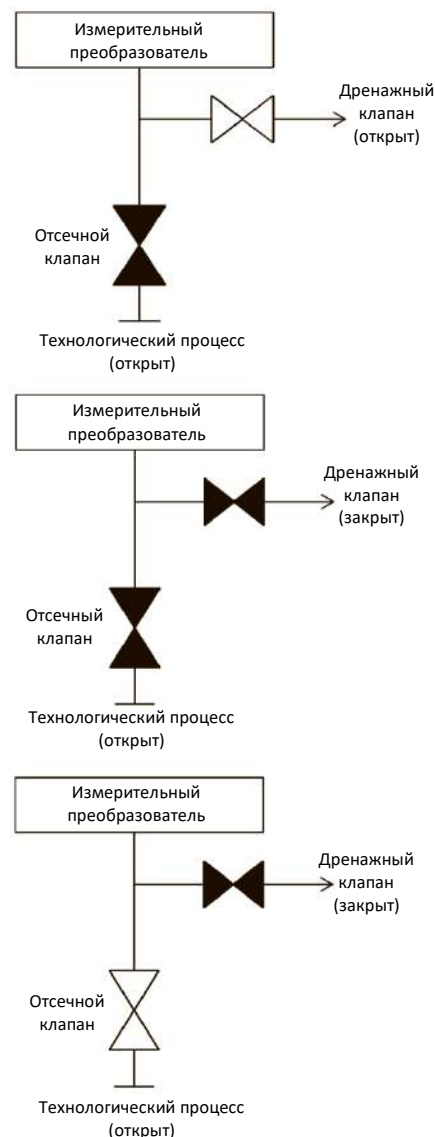 Измерительный
преобразователь
Дренажный
клапан
(открыт)
Отсечной
клапан
Технологический процесс
(открыт)
Измерительный
преобразователь
Дренажный
клапан
(закрыт)
Отсечный
клапан
Технологический процесс
(открыт)
Измерительный
преобразователь
Дренажный
клапан
(закрыт)
Отсечной
клапан
Технологический процесс
(открыт)